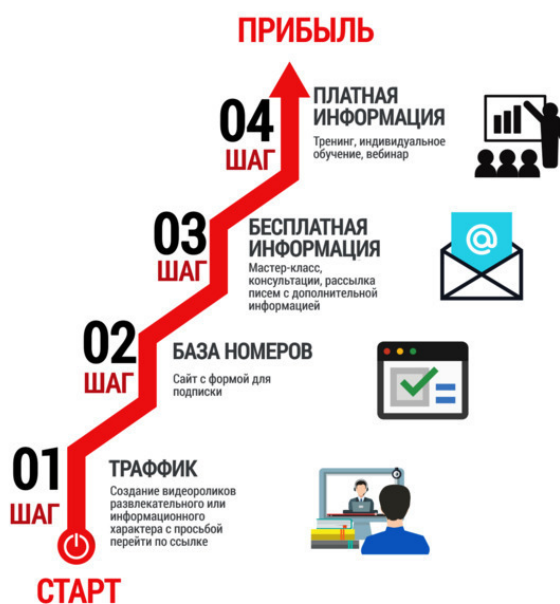 ПРИБЫЛЬ
04
ШАГ
ПЛАТНАЯ
ИНФОРМАЦИЯ
Тренинг, индивидуальное
обучение, вебинар
03
ШАГ
БЕСПЛАТНАЯ
ИНФОРМАЦИЯ
Мастер-класс,
консультации, рассылка
писем с дополнительной
информацией
@
02
ШАГ
БАЗА НОМЕРОВ
Сайт с формой для
подписки
01
ШАГ
ТРАФФИК
Создание видеороликов
развлекательного или
информационного
характера с просьбой
перейти по ссылке
СТАРТ